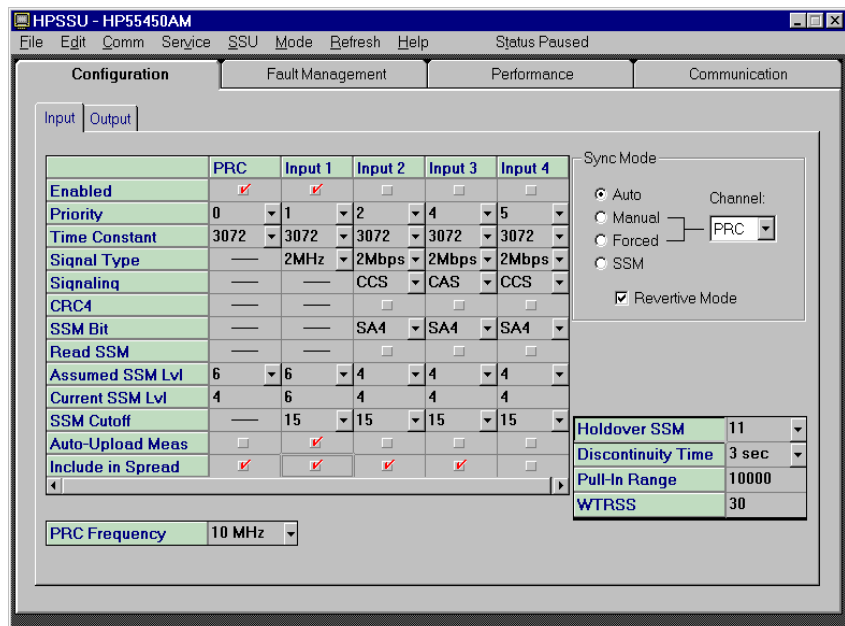 HPSSU - HP55450AM
File Edit Comm Service SSU Mode Refresh Help Status Paused
Configuration Fault Management Performance Communication
Input Output
PRC Input 1 Input 2 Input 3 Input 4
Enabled
Priority 0 1 2 4 5
Time Constant 3072 3072 3072 3072 3072
Signal Type 2MHz 2Mbps 2Mbps 2Mbps
Signaling CCS CAS CCS
CRC4
SSM Bit SA4 SA4 SA4
Read SSM
Assumed SSM Lvl 6 6 4 4 4
Current SSM Lvl 4 6 4 4 4
SSM Cutoff 15 15 15 15
Auto-Upload Meas
Include in Spread
PRC Frequency 10 MHz
Sync Mode
Auto
Manual
Forced
SSM
Channel:
PRC
Revertive Mode
Holdover SSM 11
Discontinuity Time 3 sec
Pull-In Range 10000
WTRSS 30